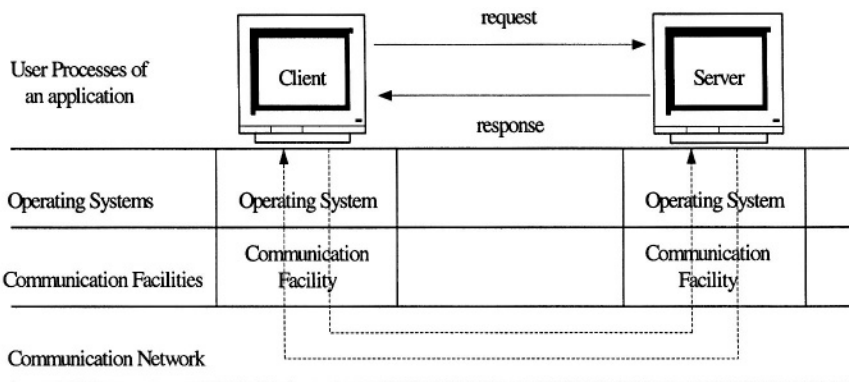 request
User Processes of
an application
Client
Server
response
Operating Systems
Operating System
Operating System
Communication Facilities
Communication
Facility
Communication
Facility
Communication Network